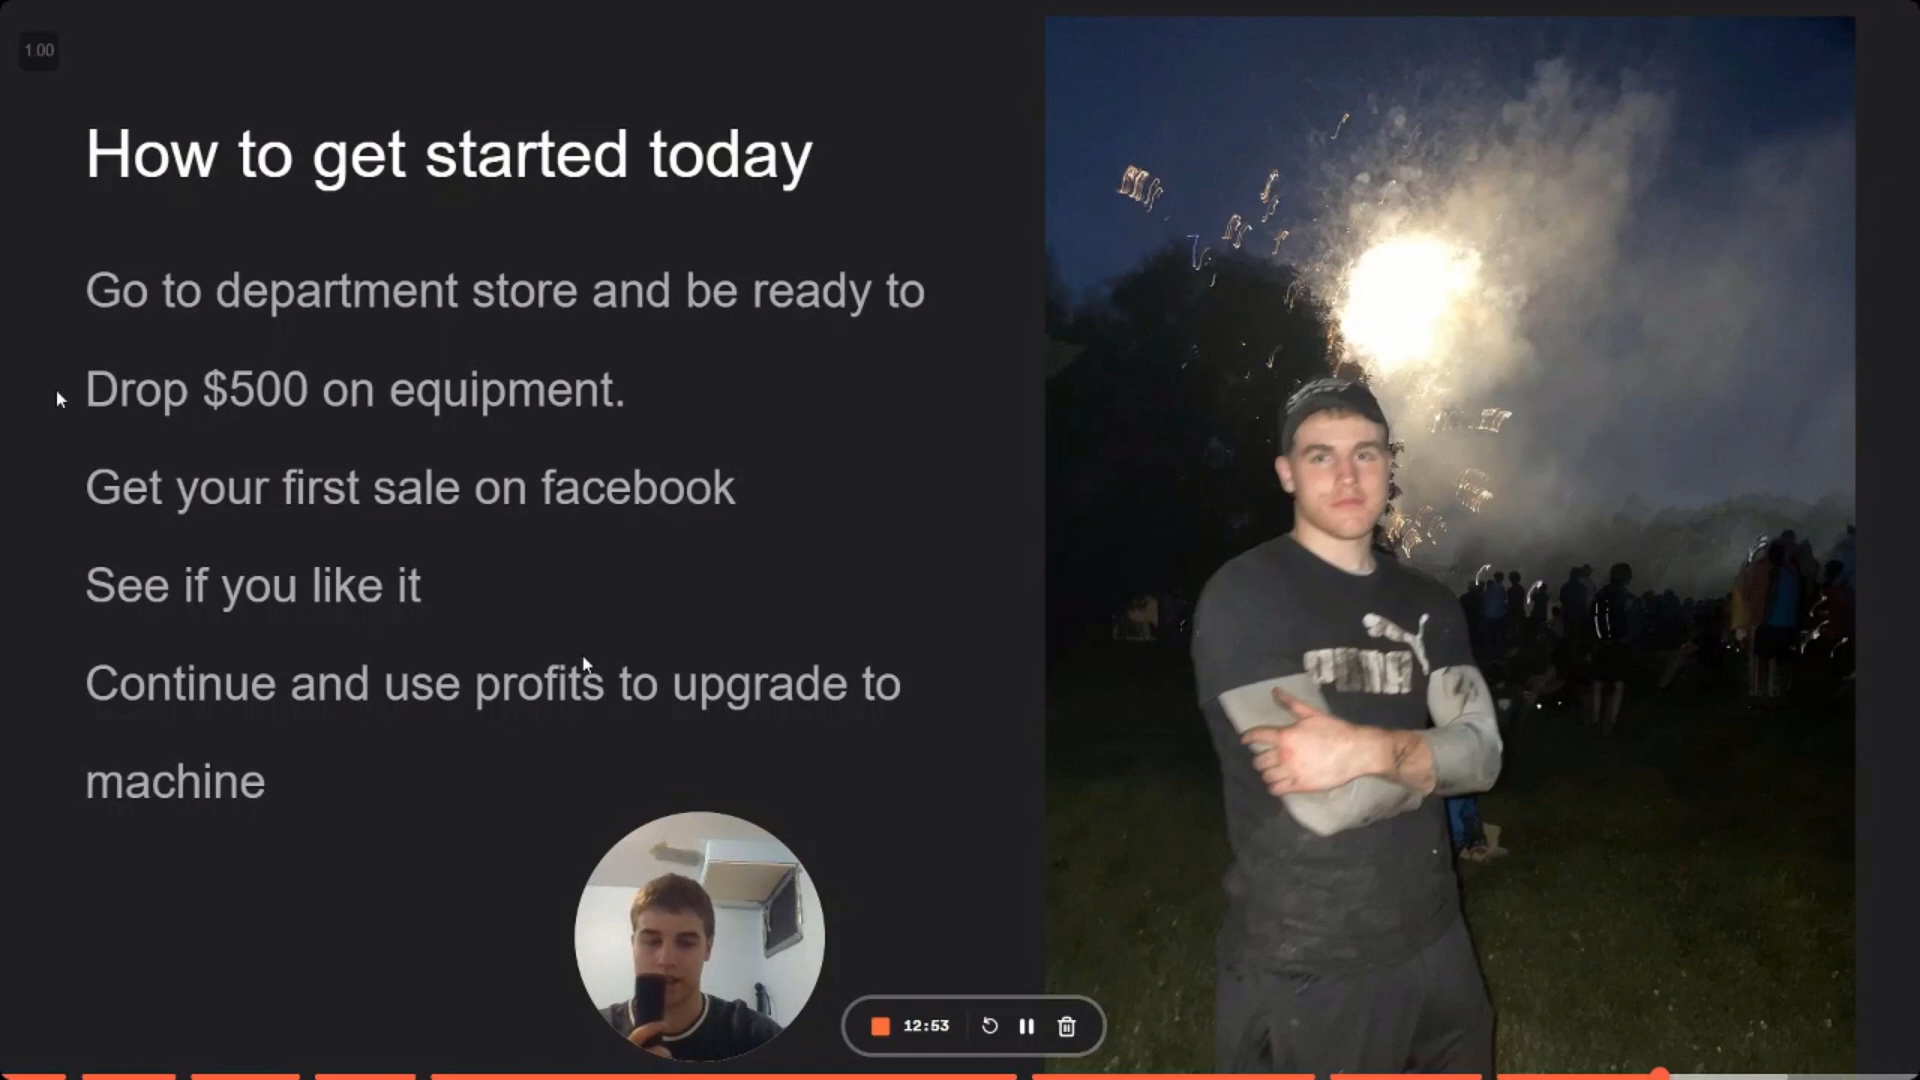 1.00
How to get started today
Go to department store and be ready to
Drop $500 on equipment.
Get your first sale on facebook
See if you like it
Continue and use profits to upgrade to
machine
12:53